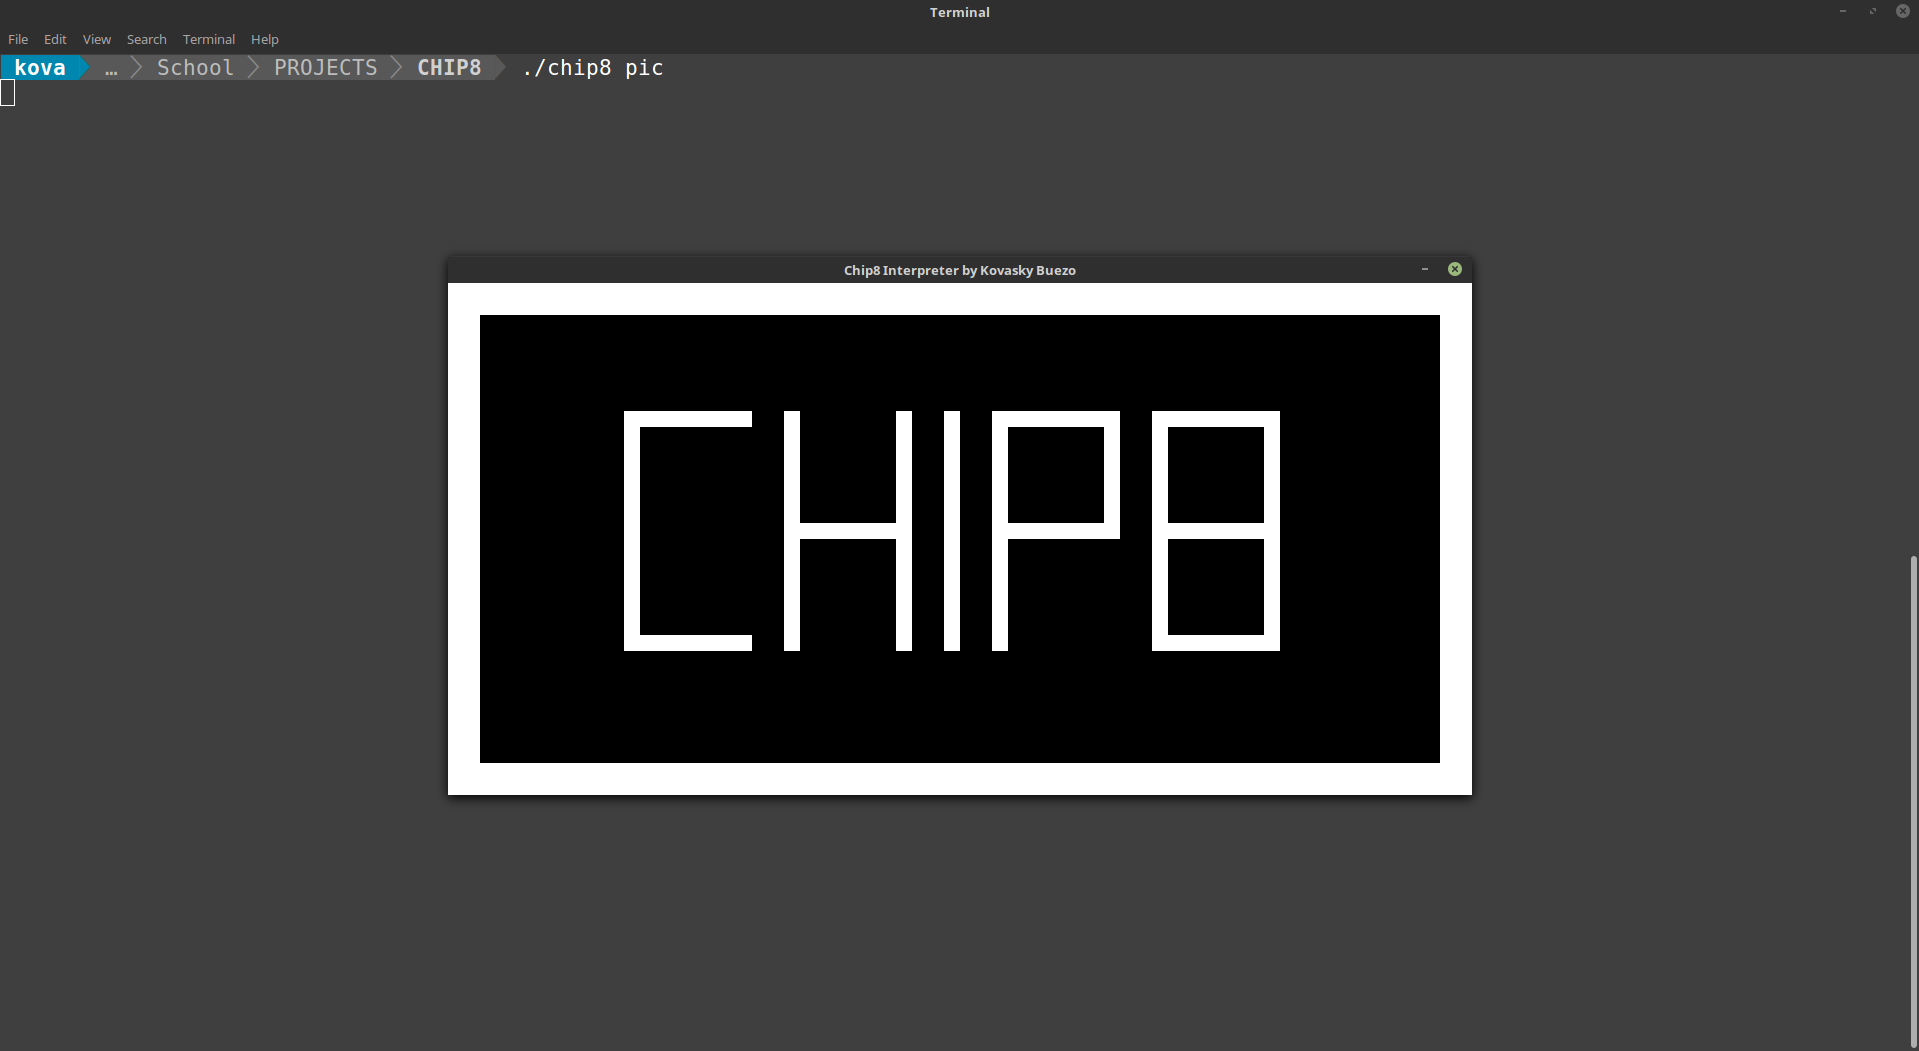 Terminal
File Edit View Search Terminal Help
kova … School PROJECTS CHIP8 ./chip8 pic
Chip8 Interpreter by Kovasky Buezo
CHIP8